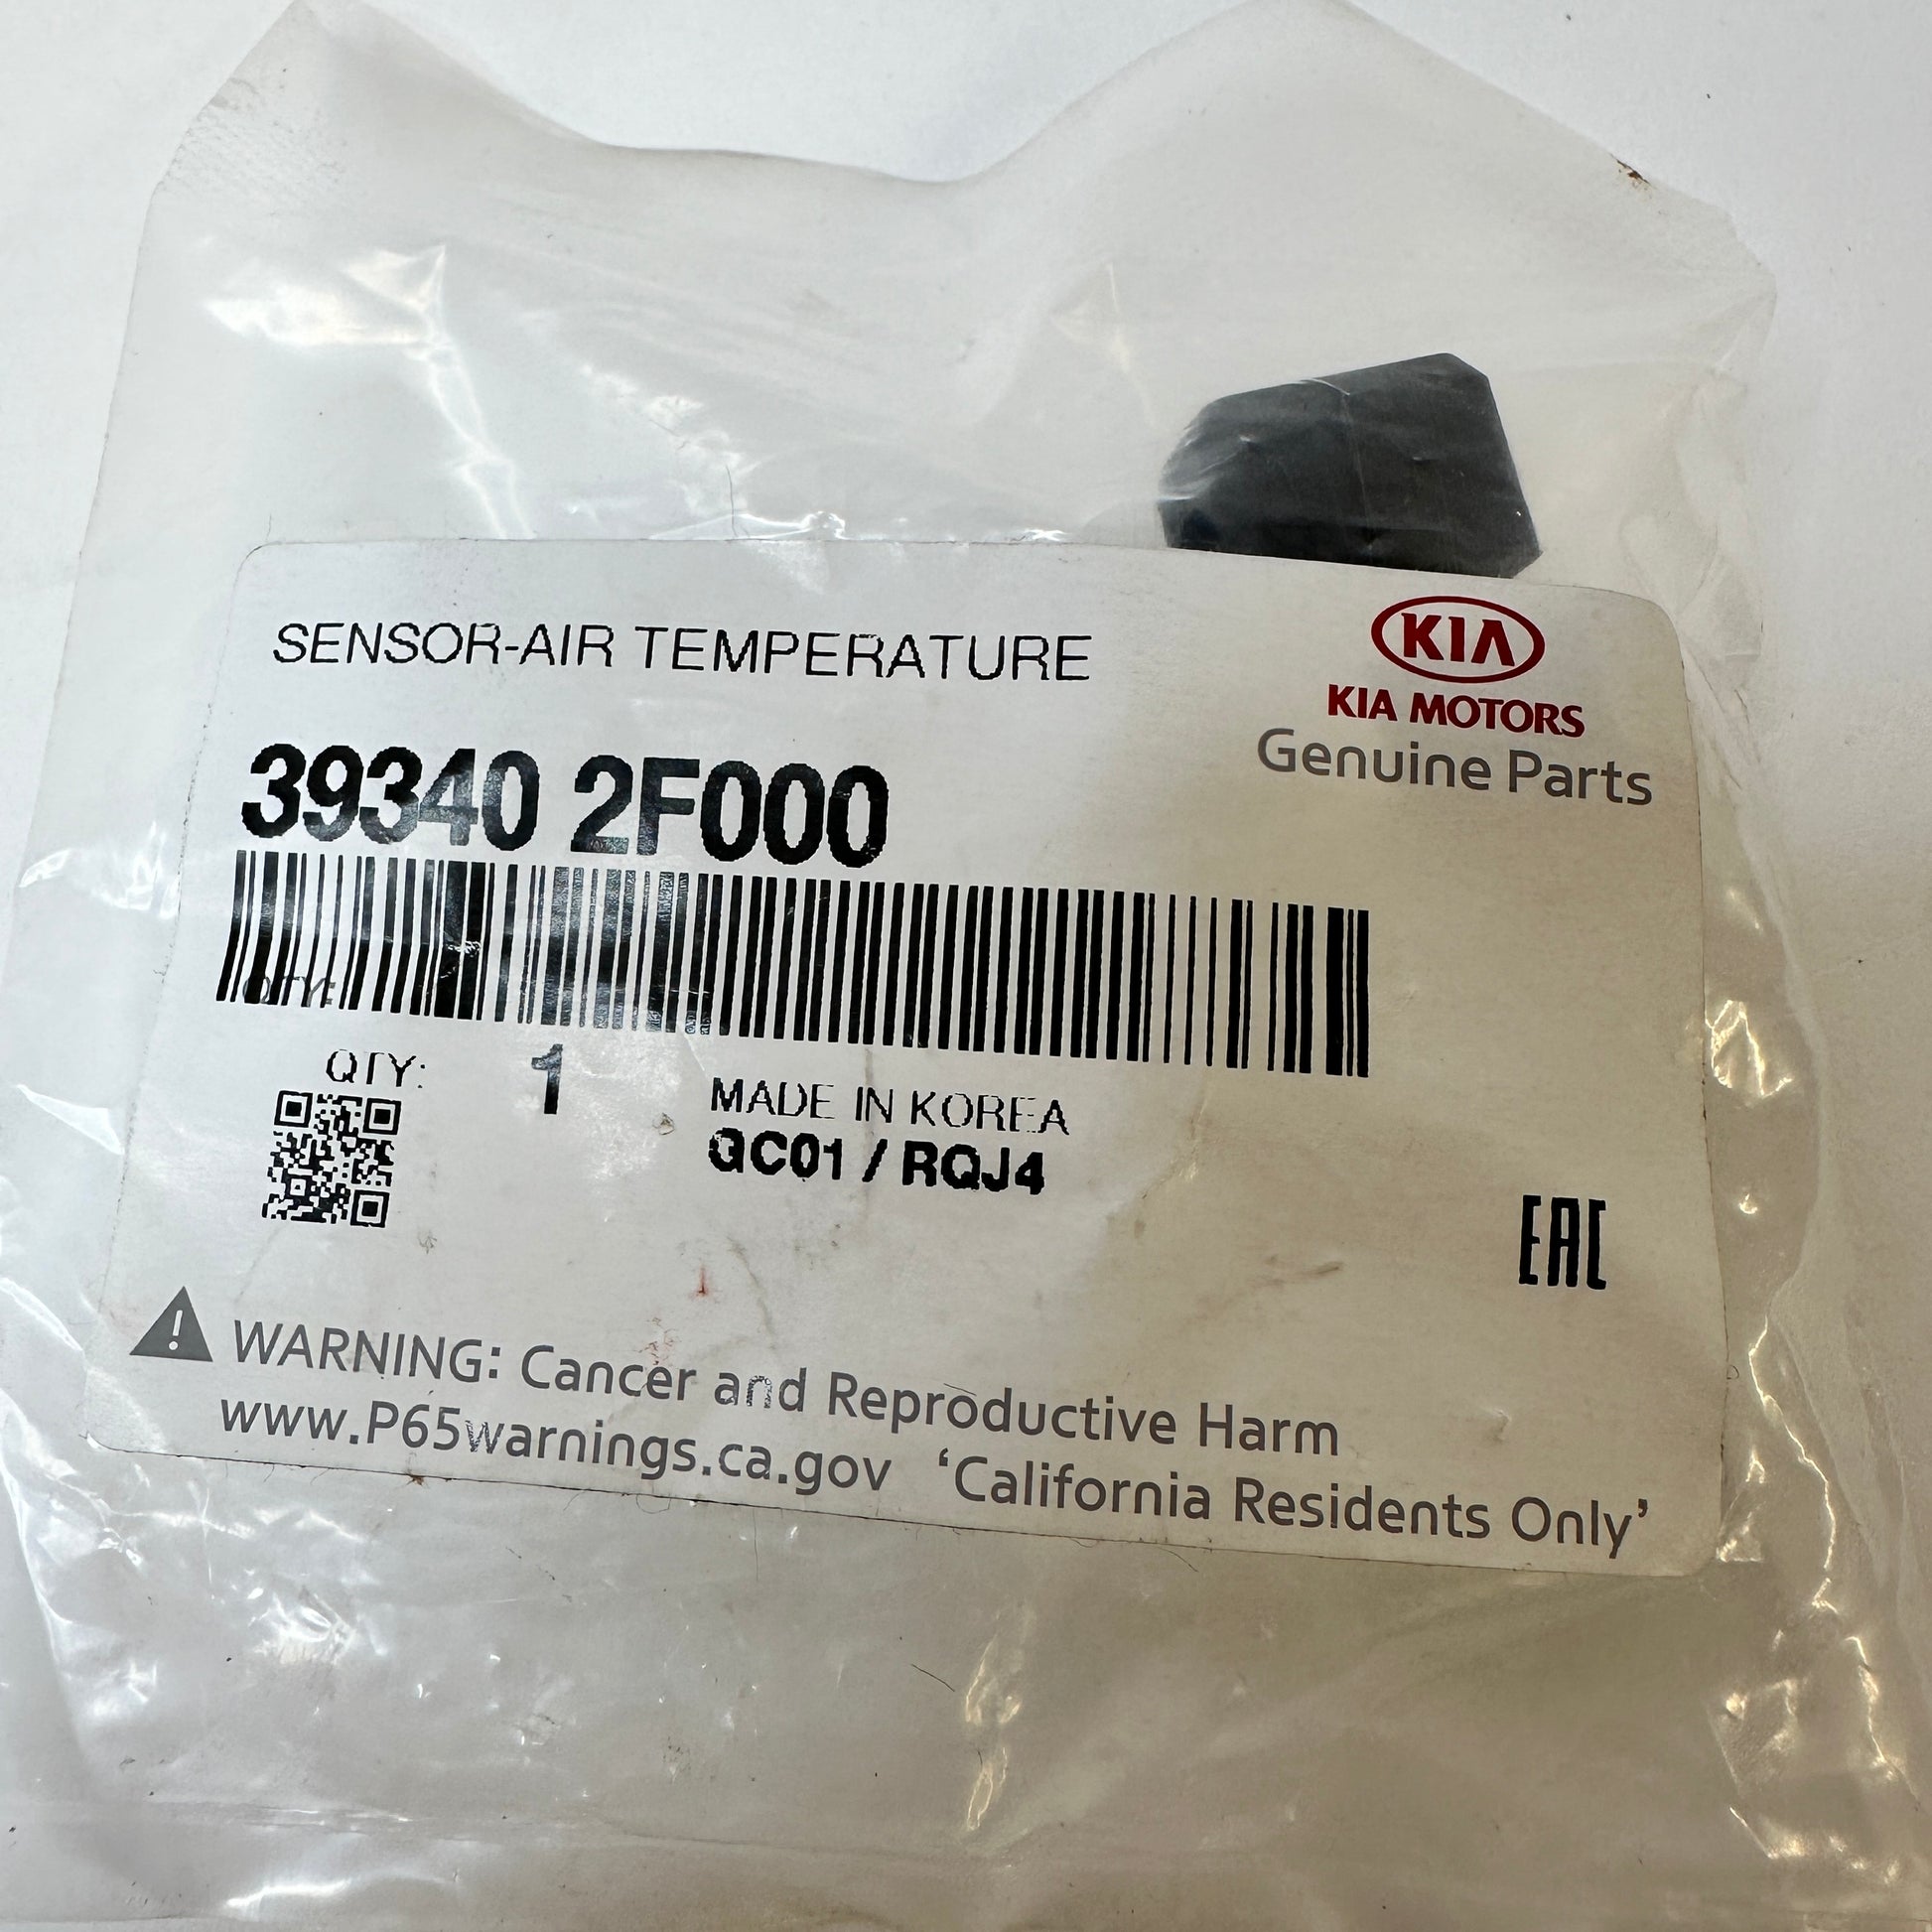 SENSOR-AIR TEMPERATURE
KIA
KIA MOTORS
Genuine Parts
39340 2F000
QTY:
QTY: 1
MADE IN KOREA
GC01 / RQJ4
EAC
WARNING: Cancer and Reproductive Harm
www.P65warnings.ca.gov ‘California Residents Only’